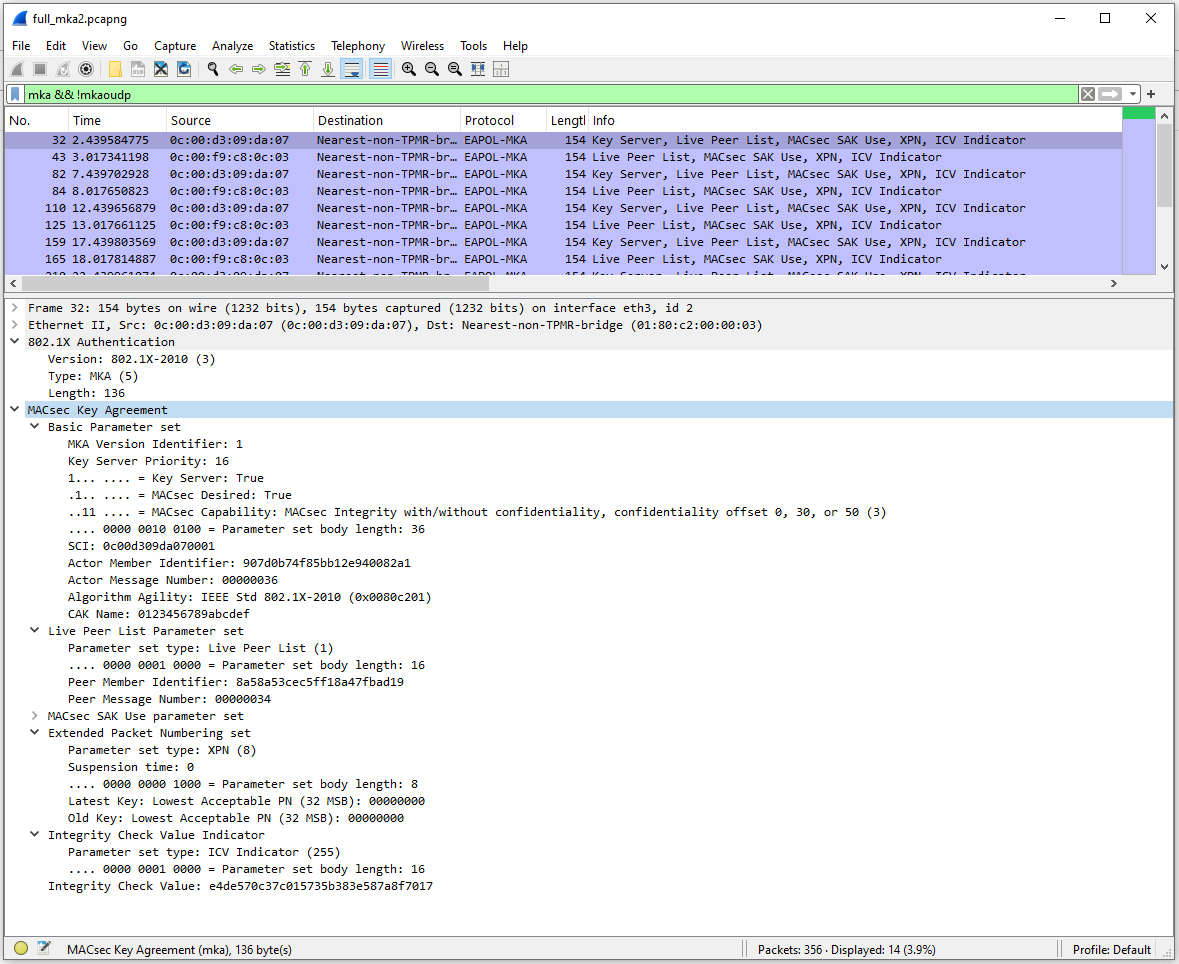 full_mka2.pcapng
File Edit View Go Capture Analyze Statistics Telephony Wireless Tools Help
mka && !mkaoudp
No. Time Source Destination Protocol Lengtl Info
32 2.439584775 0c:00:d3:09:da:07 Nearest-non-TPMR-br… EAPOL-MKA 154 Key Server, Live Peer List, MACsec SAK Use, XPN, ICV Indicator
43 3.017341198 0c:00:f9:c8:0c:03 Nearest-non-TPMR-br… EAPOL-MKA 154 Live Peer List, MACsec SAK Use, XPN, ICV Indicator
82 7.439702928 0c:00:d3:09:da:07 Nearest-non-TPMR-br… EAPOL-MKA 154 Key Server, Live Peer List, MACsec SAK Use, XPN, ICV Indicator
84 8.017650823 0c:00:f9:c8:0c:03 Nearest-non-TPMR-br… EAPOL-MKA 154 Live Peer List, MACsec SAK Use, XPN, ICV Indicator
110 12.439656879 0c:00:d3:09:da:07 Nearest-non-TPMR-br… EAPOL-MKA 154 Key Server, Live Peer List, MACsec SAK Use, XPN, ICV Indicator
125 13.017661125 0c:00:f9:c8:0c:03 Nearest-non-TPMR-br… EAPOL-MKA 154 Live Peer List, MACsec SAK Use, XPN, ICV Indicator
159 17.439803569 0c:00:d3:09:da:07 Nearest-non-TPMR-br… EAPOL-MKA 154 Key Server, Live Peer List, MACsec SAK Use, XPN, ICV Indicator
165 18.017814887 0c:00:f9:c8:0c:03 Nearest-non-TPMR-br… EAPOL-MKA 154 Live Peer List, MACsec SAK Use, XPN, ICV Indicator
Frame 32: 154 bytes on wire (1232 bits), 154 bytes captured (1232 bits) on interface eth3, id 2
Ethernet II, Src: 0c:00:d3:09:da:07 (0c:00:d3:09:da:07), Dst: Nearest-non-TPMR-bridge (01:80:c2:00:00:03)
802.1X Authentication
Version: 802.1X-2010 (3)
Type: MKA (5)
Length: 136
MACsec Key Agreement
Basic Parameter set
MKA Version Identifier: 1
Key Server Priority: 16
1... .... = Key Server: True
.1.. .... = MACsec Desired: True
..11 .... = MACsec Capability: MACsec Integrity with/without confidentiality, confidentiality offset 0, 30, or 50 (3)
.... 0000 0010 0100 = Parameter set body length: 36
SCI: 0c00d309da070001
Actor Member Identifier: 907d0b74f85bb12e940082a1
Actor Message Number: 00000036
Algorithm Agility: IEEE Std 802.1X-2010 (0x0080c201)
CAK Name: 0123456789abcdef
Live Peer List Parameter set
Parameter set type: Live Peer List (1)
.... 0000 0001 0000 = Parameter set body length: 16
Peer Member Identifier: 8a58a53cec5ff18a47fbad19
Peer Message Number: 00000034
MACsec SAK Use parameter set
Extended Packet Numbering set
Parameter set type: XPN (8)
Suspension time: 0
.... 0000 0000 1000 = Parameter set body length: 8
Latest Key: Lowest Acceptable PN (32 MSB): 00000000
Old Key: Lowest Acceptable PN (32 MSB): 00000000
Integrity Check Value Indicator
Parameter set type: ICV Indicator (255)
.... 0000 0001 0000 = Parameter set body length: 16
Integrity Check Value: e4de570c37c015735b383e587a8f7017
MACsec Key Agreement (mka), 136 byte(s) Packets: 356 · Displayed: 14 (3.9%) Profile: Default